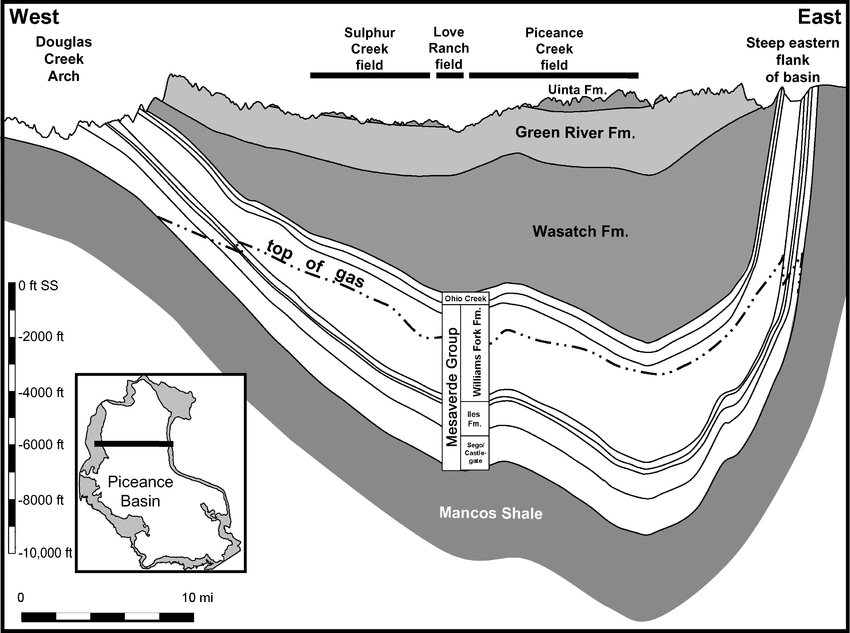 West
East
Douglas
Creek
Arch
Sulphur
Creek
field
Love
Ranch
field
Piceance
Creek
field
Steep eastern
flank
of basin
Uinta Fm.
Green River Fm.
Wasatch Fm.
top of gas
Ohio Creek
Mesaverde Group
Williams Fork Fm.
Iles
Fm.
Sego/
Castle-
gate
Mancos Shale
0 ft SS
-2000 ft
-4000 ft
-6000 ft
-8000 ft
-10,000 ft
Piceance
Basin
0
10 mi